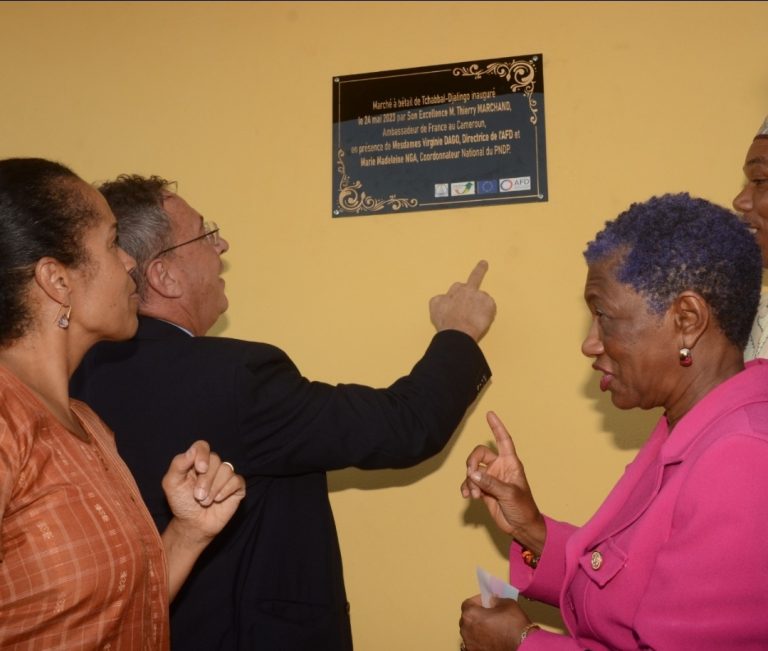 Marché à bétail de Tchabbal-Djalingo inauguré
le 24 mai 2023 par Son Excellence M. Thierry MARCHAND,
Ambassadeur de France au Cameroun,
en présence de Mesdames Virginie DAGO, Directrice de l'AFD et
Marie Madeleine NGA, Coordonnateur National du PNDP.
AFD